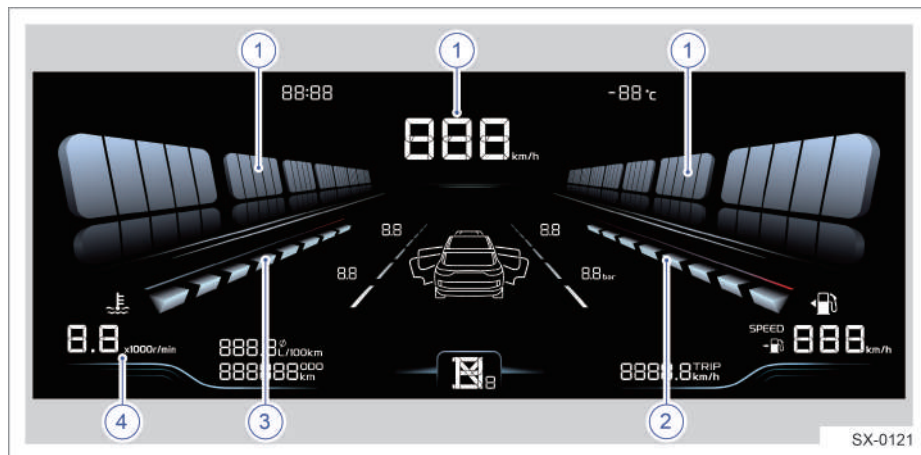 1 1 1
88:88 -88 °c
888 km/h
8.8 8.8
8.8 8.8 bar
8.8 x1000r/min
888.8 Ø L/100km
888888 ODO km
8
SPEED
888 km/h
8888.8 TRIP km/h
4 3 2
SX-0121